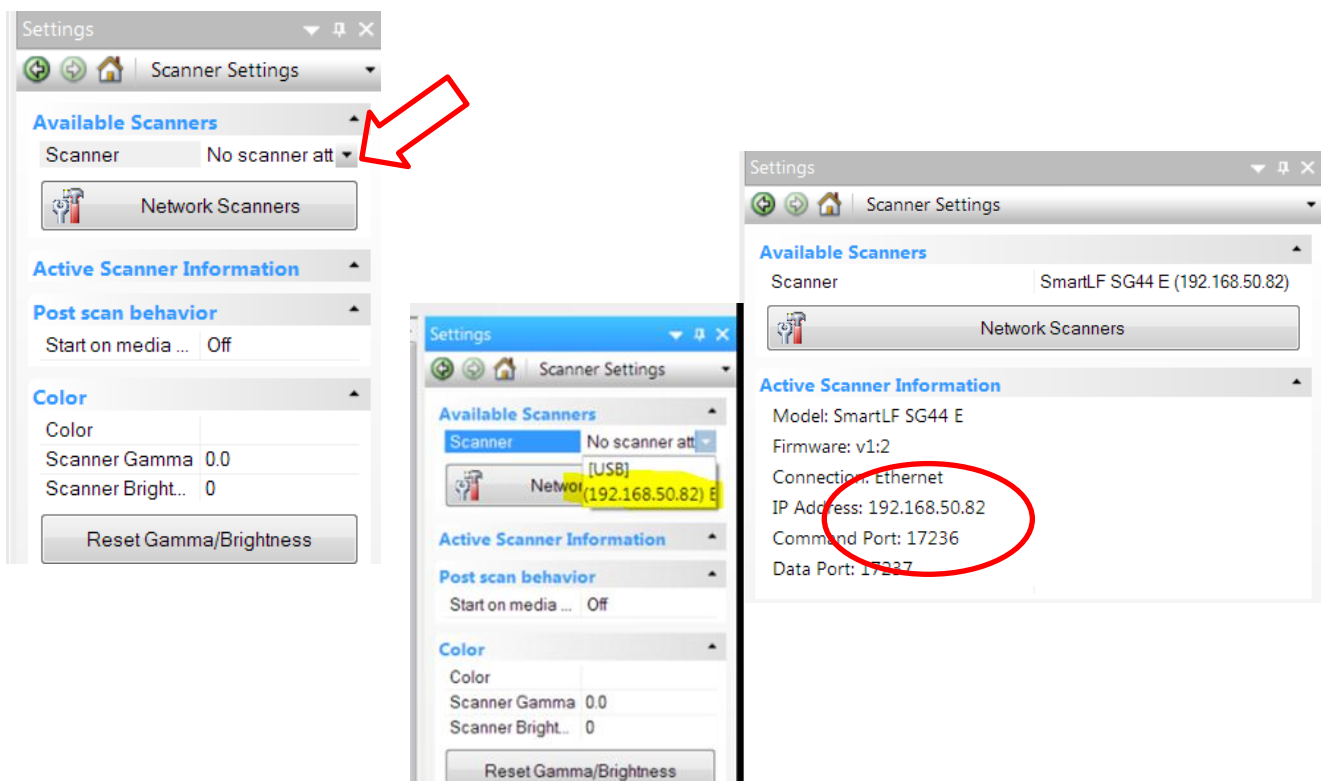 Settings
Scanner Settings
Available Scanners
Scanner No scanner att
Network Scanners
Active Scanner Information
Post scan behavior
Start on media ... Off
Color
Color
Scanner Gamma 0.0
Scanner Bright... 0
Reset Gamma/Brightness
Settings
Scanner Settings
Available Scanners
Scanner No scanner att
[USB]
Networ (192.168.50.82) E
Active Scanner Information
Post scan behavior
Start on media ... Off
Color
Color
Scanner Gamma 0.0
Scanner Bright... 0
Reset Gamma/Brightness
Settings
Scanner Settings
Available Scanners
Scanner SmartLF SG44 E (192.168.50.82)
Network Scanners
Active Scanner Information
Model: SmartLF SG44 E
Firmware: v1:2
Connection: Ethernet
IP Address: 192.168.50.82
Command Port: 17236
Data Port: 17237